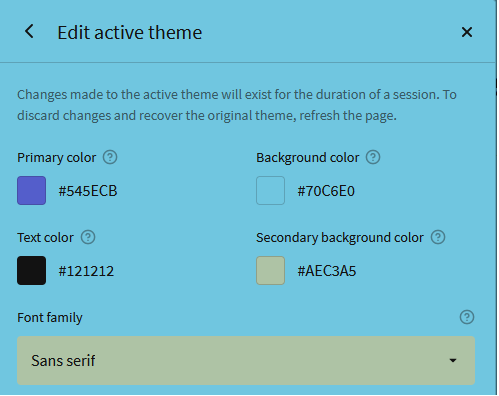 Edit active theme
Changes made to the active theme will exist for the duration of a session. To
discard changes and recover the original theme, refresh the page.
Primary color
Background color
#545ECB
#70C6E0
Text color
Secondary background color
#121212
#AEC3A5
Font family
Sans serif